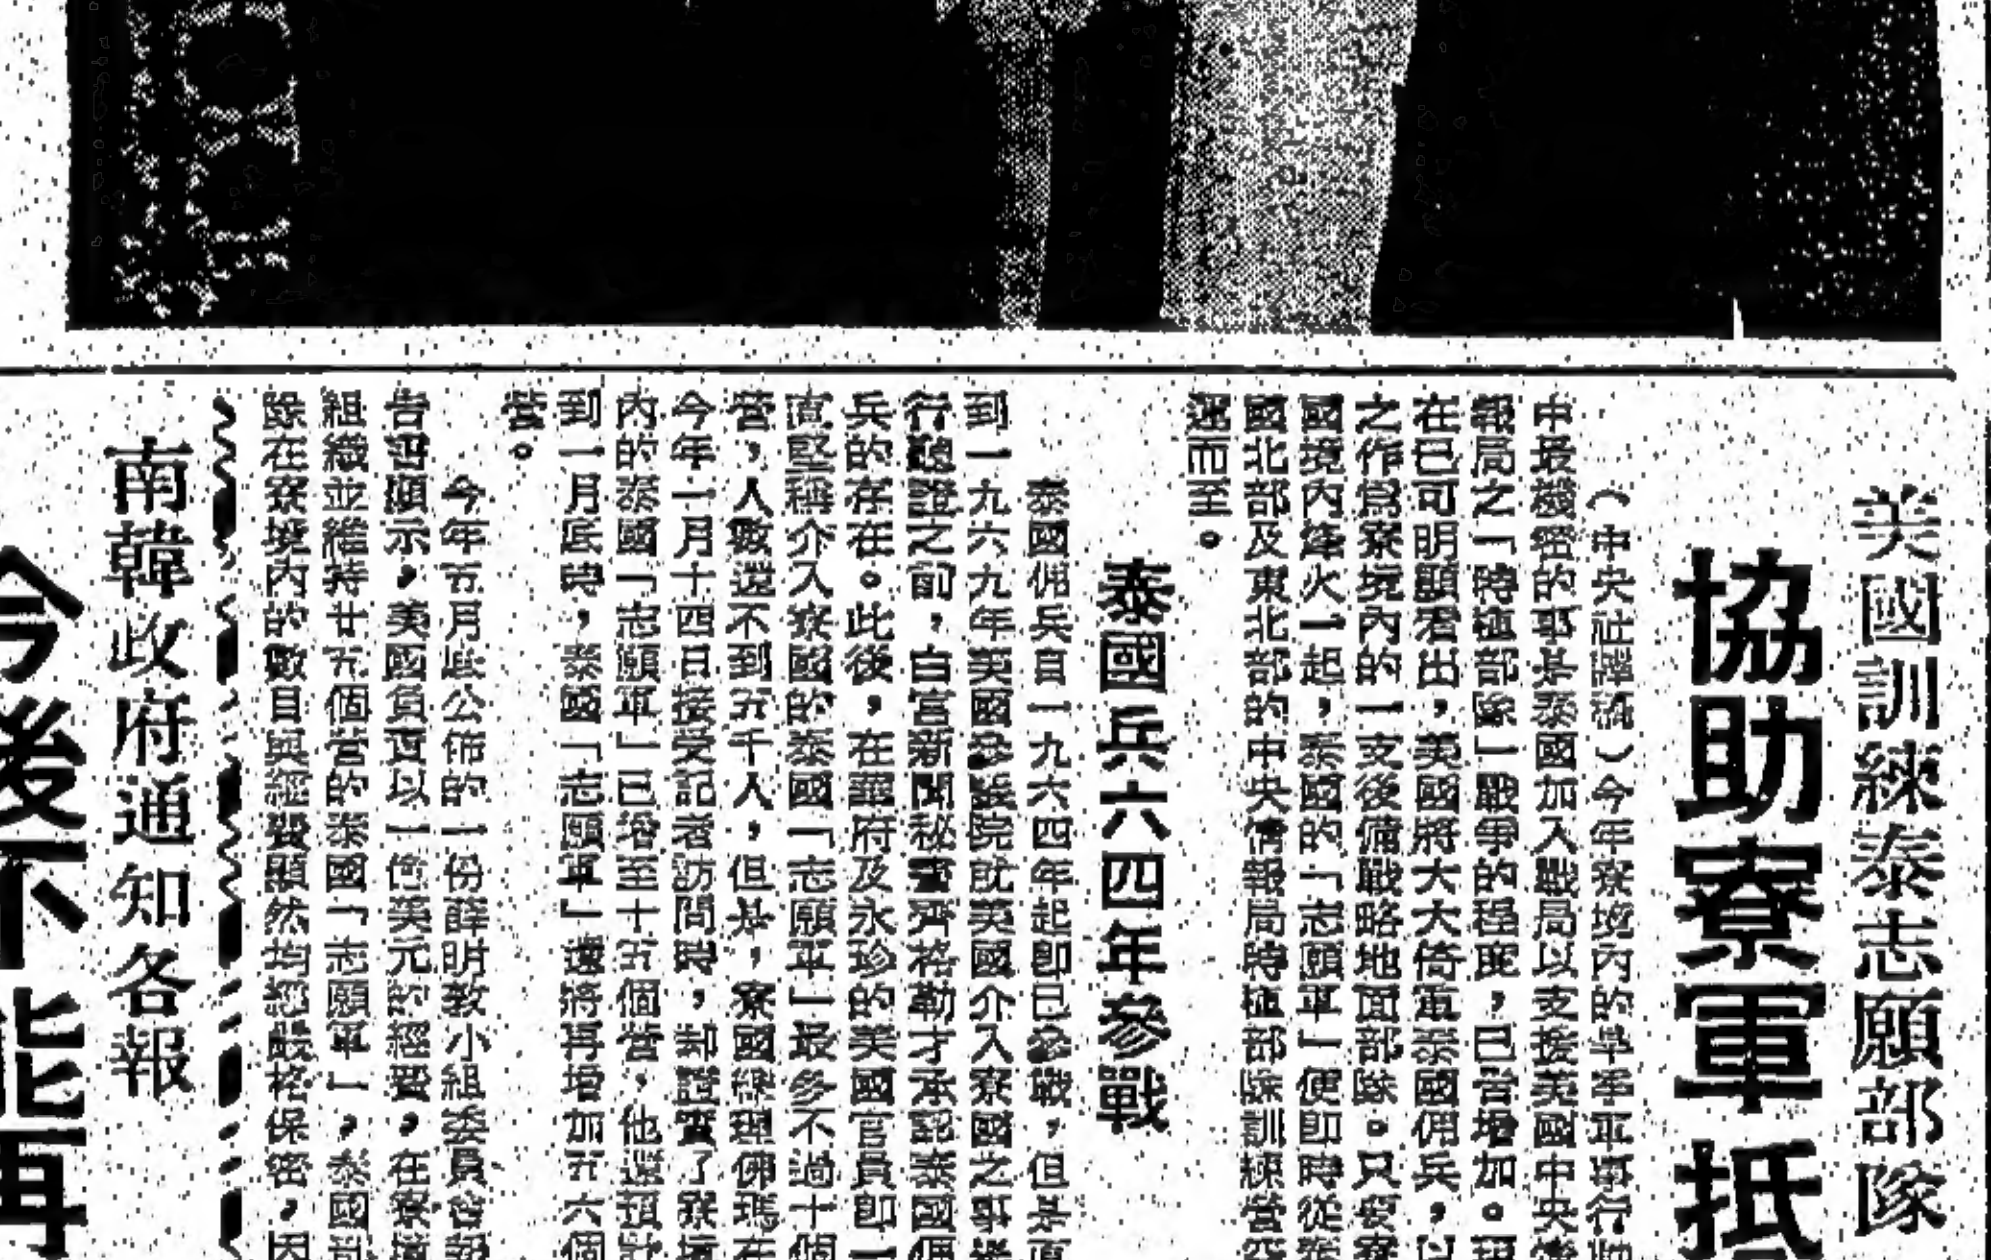 美國訓練泰志願部隊
協助寮軍抵
（中央社譯稿）今年寮境內的旱季軍事行
中最機密的事是泰國加入戰局以支援美國中央情
報局之「特種部隊」戰爭的程度，已告增加。現
在已可明顯看出，美國將大大倚重泰國佣兵，以
之作為寮境內的一支後備戰略地面部隊。只要寮
國境內烽火一起，泰國的「志願軍」便即時從泰
國北部及東北部的中央情報局特種部隊訓練營空
運而至。
泰國兵六四年參戰
泰國佣兵自一九六四年起即已參戰，但是直
到一九六九年美國參議院就美國介入寮國之事舉
行聽證之前，白宮新聞秘書齊格勒才承認泰國佣
兵的存在。此後，在華府及永珍的美國官員即一
直堅稱介入寮國的泰國「志願軍」最多不過十個
營，人數還不到五千人，但是，寮國總理佛瑪在
今年一月十四日接受記者訪問時，却證實了寮境
內的泰國「志願軍」已增至十五個營，他還預計
到一月底時，泰國「志願軍」還將再增加五六個
營。
今年五月底公佈的一份薛明敦小組委員會報
告書顯示，美國負責以一億美元的經費，在寮境
組織並維持廿五個營的泰國「志願軍」，泰國
除在寮境內的數目與經費顯然均經嚴格保密，因
南韓政府通知各報
今後不能再